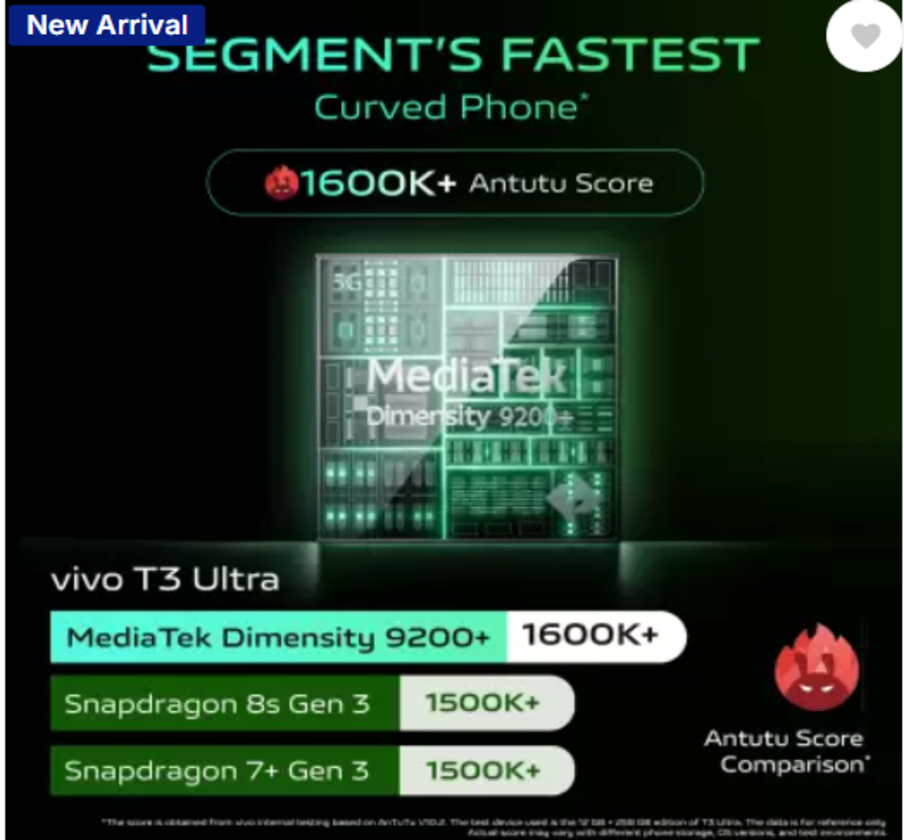 New Arrival
SEGMENT'S FASTEST
Curved Phone*
1600K+ Antutu Score
5G
MediaTek
Dimensity 9200+
vivo T3 Ultra
MediaTek Dimensity 9200+ 1600K+
Snapdragon 8s Gen 3 1500K+
Snapdragon 7+ Gen 3 1500K+
Antutu Score
Comparison*
*The score is obtained from vivo internal testing based on AnTuTu V10.2. The test device used is the 12 GB + 256 GB edition of T3 Ultra. The data is for reference only.
Actual score may vary with different phone storage, OS versions, and test environments.